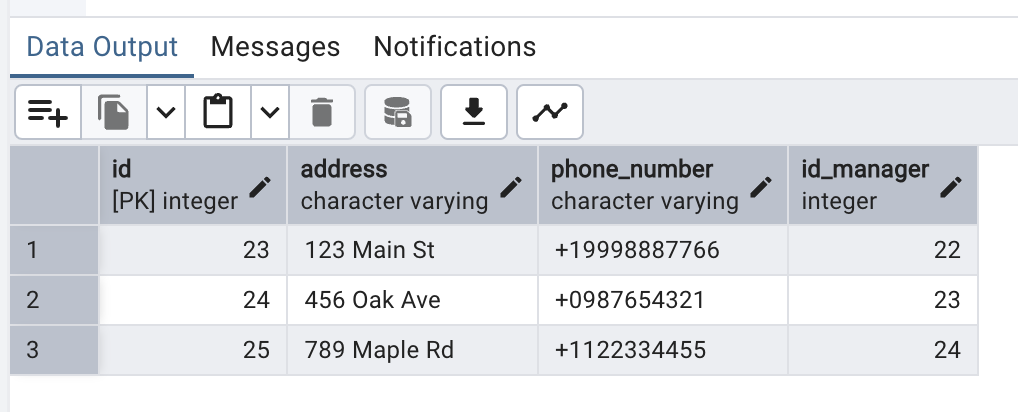 Data Output Messages Notifications
id address phone_number id_manager
[PK] integer character varying character varying integer
1 23 123 Main St +19998887766 22
2 24 456 Oak Ave +0987654321 23
3 25 789 Maple Rd +1122334455 24